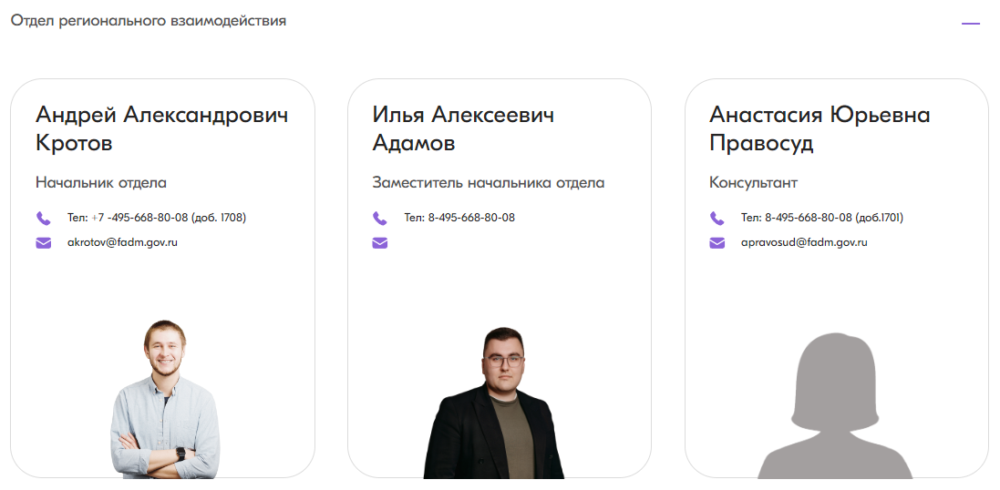 Отдел регионального взаимодействия
Андрей Александрович
Кротов
Начальник отдела
Тел: +7 -495-668-80-08 (доб. 1708)
akrotov@fadm.gov.ru
Илья Алексеевич
Адамов
Заместитель начальника отдела
Тел: 8-495-668-80-08
Анастасия Юрьевна
Правосуд
Консультант
Тел: 8-495-668-80-08 (доб.1701)
apravosud@fadm.gov.ru